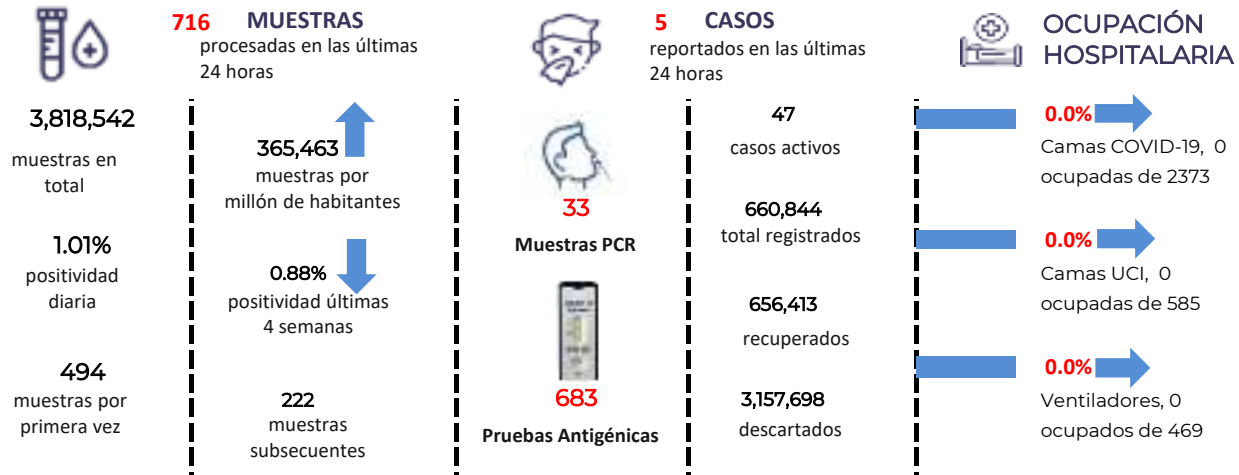 716 MUESTRAS
procesadas en las últimas
24 horas
3,818,542
muestras en
total
1.01%
positividad
diaria
494
muestras por
primera vez
365,463
muestras por
millón de habitantes
0.88%
positividad últimas
4 semanas
222
muestras
subsecuentes
33
Muestras PCR
683
Pruebas Antigénicas
5 CASOS
reportados en las últimas
24 horas
47
casos activos
660,844
total registrados
656,413
recuperados
3,157,698
descartados
OCUPACIÓN
HOSPITALARIA
0.0%
Camas COVID-19, 0
ocupadas de 2373
0.0%
Camas UCI, 0
ocupadas de 585
0.0%
Ventiladores, 0
ocupados de 469